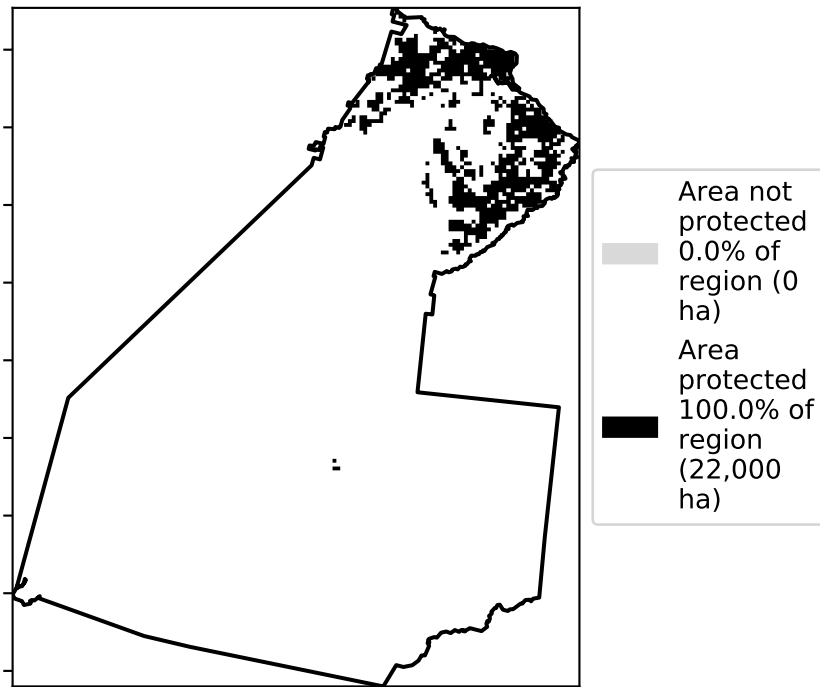 Area not
protected
0.0% of
region (0
ha)
Area
protected
100.0% of
region
(22,000
ha)